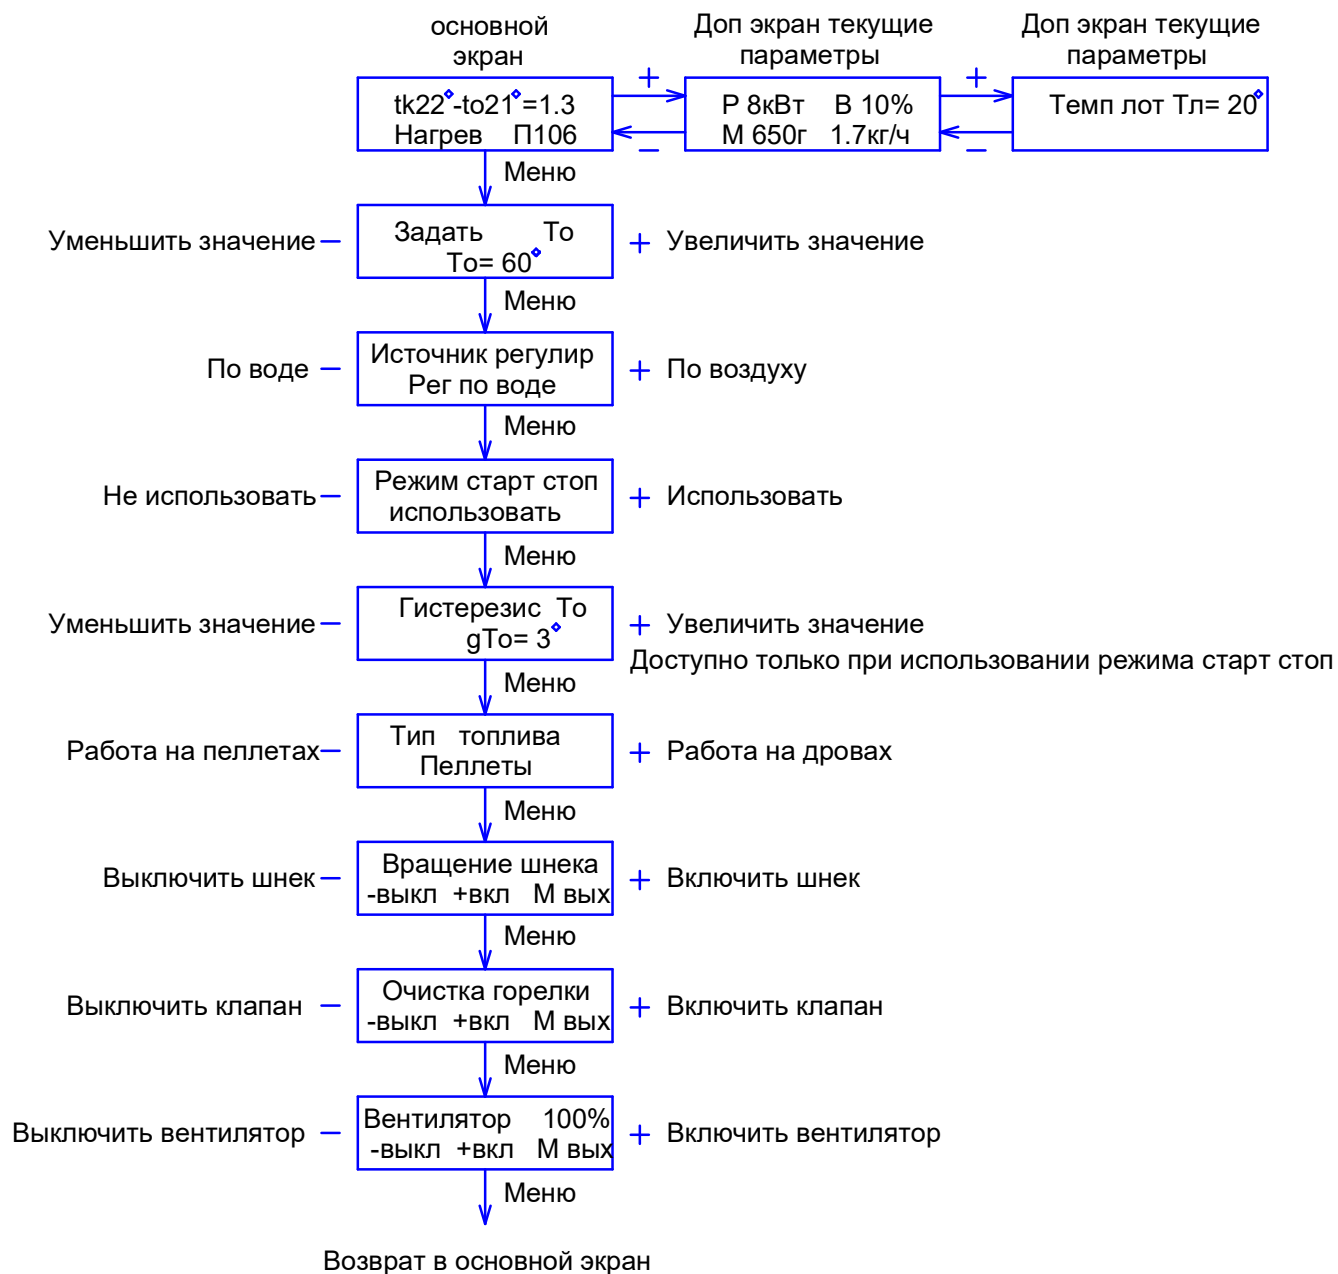 основной
экран
Доп экран текущие
параметры
Доп экран текущие
параметры
tk22°-to21°=1.3
Нагрев П106
+
−
P 8кВт В 10%
М 650г 1.7кг/ч
+
−
Темп лот Тл= 20°
Меню
Уменьшить значение −
Задать То
То= 60°
+ Увеличить значение
Меню
По воде −
Источник регулир
Рег по воде
+ По воздуху
Меню
Не использовать −
Режим старт стоп
использовать
+ Использовать
Меню
Уменьшить значение −
Гистерезис То
gТо= 3°
+ Увеличить значение
Доступно только при использовании режима старт стоп
Меню
Работа на пеллетах −
Тип топлива
Пеллеты
+ Работа на дровах
Меню
Выключить шнек −
Вращение шнека
-выкл +вкл М вых
+ Включить шнек
Меню
Выключить клапан −
Очистка горелки
-выкл +вкл М вых
+ Включить клапан
Меню
Выключить вентилятор −
Вентилятор 100%
-выкл +вкл М вых
+ Включить вентилятор
Меню
Возврат в основной экран